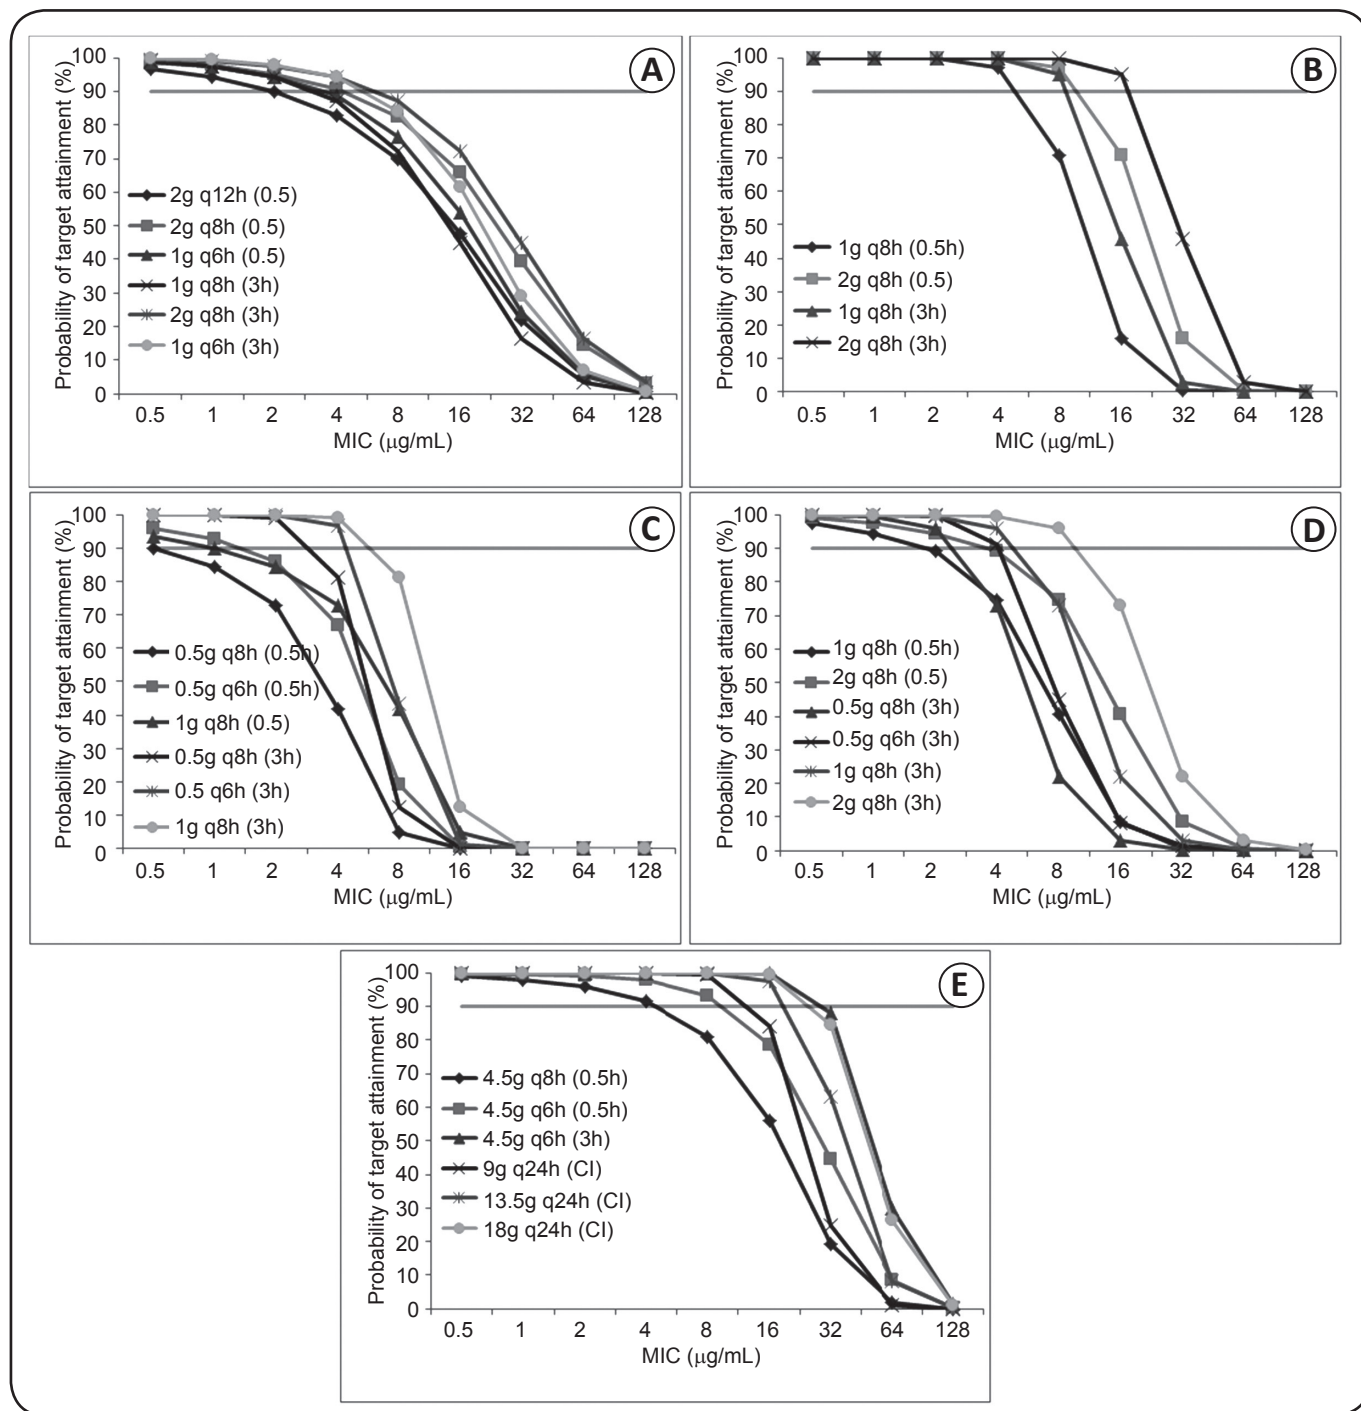 A
Probability of target attainment (%)
100
90
80
70
60
50
40
30
20
10
0
2g q12h (0.5)
2g q8h (0.5)
1g q6h (0.5)
1g q8h (3h)
2g q8h (3h)
1g q6h (3h)
0.5 1 2 4 8 16 32 64 128
MIC (µg/mL)
B
Probability of target attainment (%)
100
90
80
70
60
50
40
30
20
10
0
1g q8h (0.5h)
2g q8h (0.5)
1g q8h (3h)
2g q8h (3h)
0.5 1 2 4 8 16 32 64 128
MIC (µg/mL)
C
Probability of target attainment (%)
100
90
80
70
60
50
40
30
20
10
0
0.5g q8h (0.5h)
0.5g q6h (0.5h)
1g q8h (0.5)
0.5g q8h (3h)
0.5 q6h (3h)
1g q8h (3h)
0.5 1 2 4 8 16 32 64 128
MIC (µg/mL)
D
Probability of target attainment (%)
100
90
80
70
60
50
40
30
20
10
0
1g q8h (0.5h)
2g q8h (0.5)
0.5g q8h (3h)
0.5g q6h (3h)
1g q8h (3h)
2g q8h (3h)
0.5 1 2 4 8 16 32 64 128
MIC (µg/mL)
E
Probability of target attainment (%)
100
90
80
70
60
50
40
30
20
10
0
4.5g q8h (0.5h)
4.5g q6h (0.5h)
4.5g q6h (3h)
9g q24h (CI)
13.5g q24h (CI)
18g q24h (CI)
0.5 1 2 4 8 16 32 64 128
MIC (µg/mL)